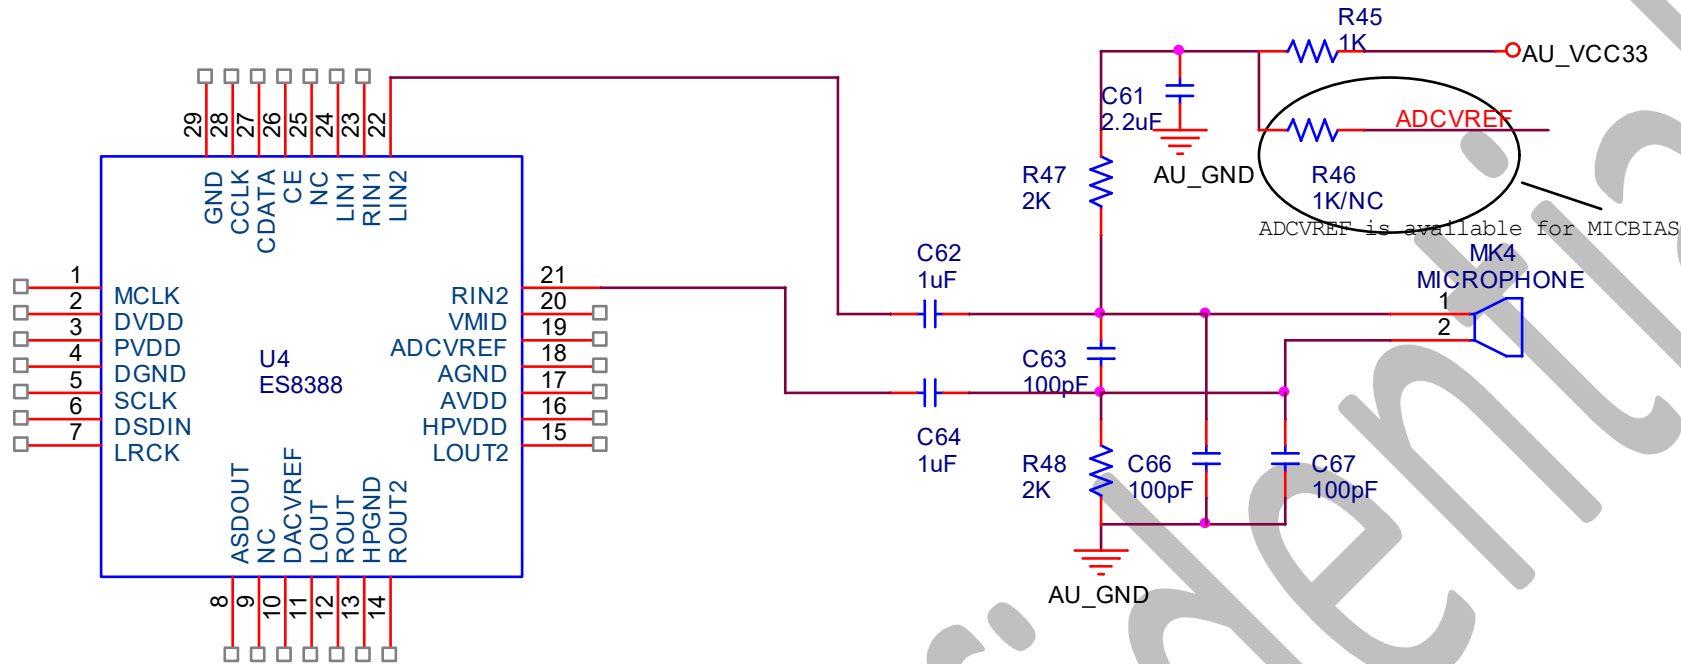 R45
1K
AU_VCC33
C61
2.2uF
AU_GND
ADCVREF
R46
1K/NC
ADCVREF is available for MICBIAS
R47
2K
MK4
MICROPHONE
1
2
C62
1uF
C63
100pF
C64
1uF
R48
2K
C66
100pF
C67
100pF
AU_GND
29
28
27
26
25
24
23
22
GND
CCLK
CDATA
CE
NC
LIN1
RIN1
LIN2
1
MCLK
2
DVDD
3
PVDD
4
DGND
5
SCLK
6
DSDIN
7
LRCK
U4
ES8388
21
RIN2
20
VMID
19
ADCVREF
18
AGND
17
AVDD
16
HPVDD
15
LOUT2
ASDOUT
NC
DACVREF
LOUT
ROUT
HPGND
ROUT2
8
9
10
11
12
13
14